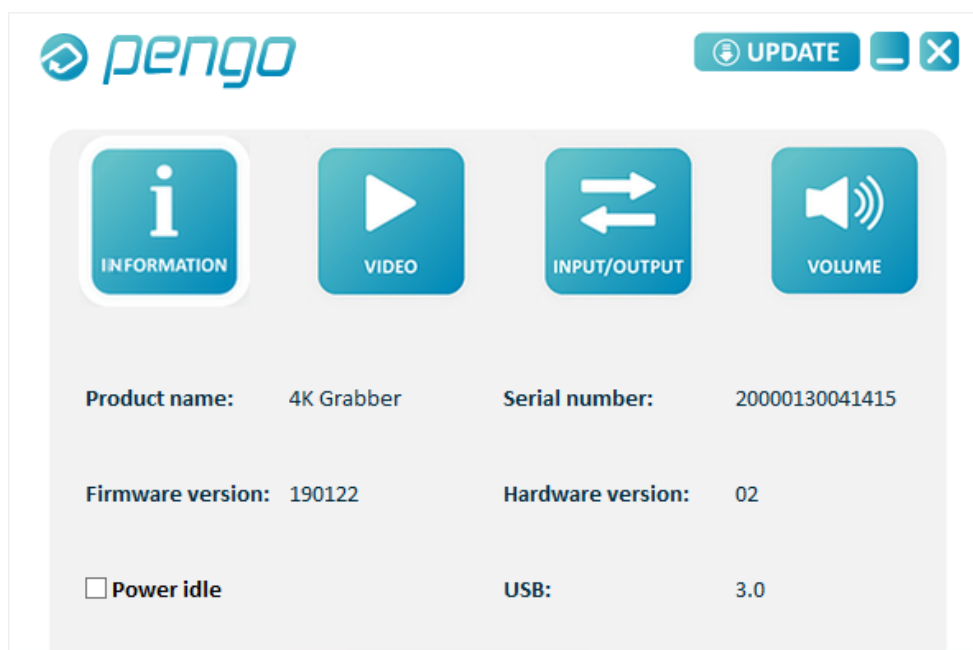 pengo
UPDATE
INFORMATION
VIDEO
INPUT/OUTPUT
VOLUME
Product name: 4K Grabber Serial number: 20000130041415
Firmware version: 190122 Hardware version: 02
Power idle USB: 3.0